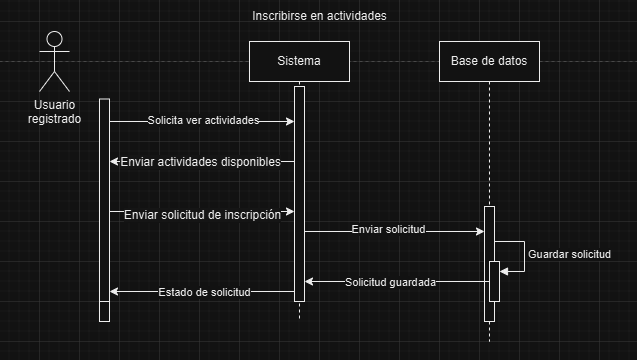 Inscribirse en actividades
Sistema
Base de datos
Usuario
registrado
Solicita ver actividades
Enviar actividades disponibles
Enviar solicitud de inscripción
Enviar solicitud
Guardar solicitud
Solicitud guardada
Estado de solicitud